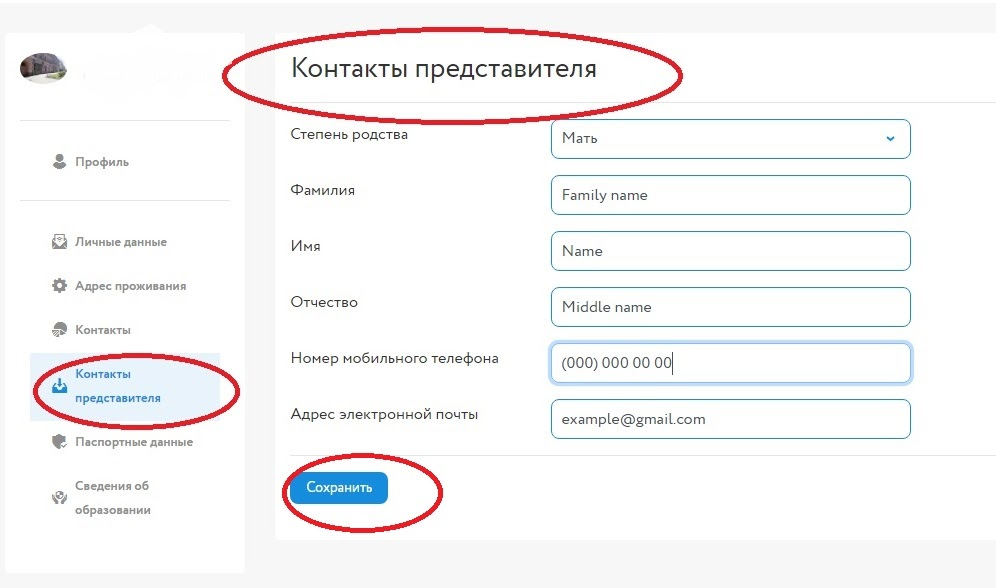 Профиль
Личные данные
Адрес проживания
Контакты
Контакты
представителя
Паспортные данные
Сведения об
образовании
Контакты представителя
Степень родства
Мать
Фамилия
Family name
Имя
Name
Отчество
Middle name
Номер мобильного телефона
(000) 000 00 00
Адрес электронной почты
example@gmail.com
Сохранить